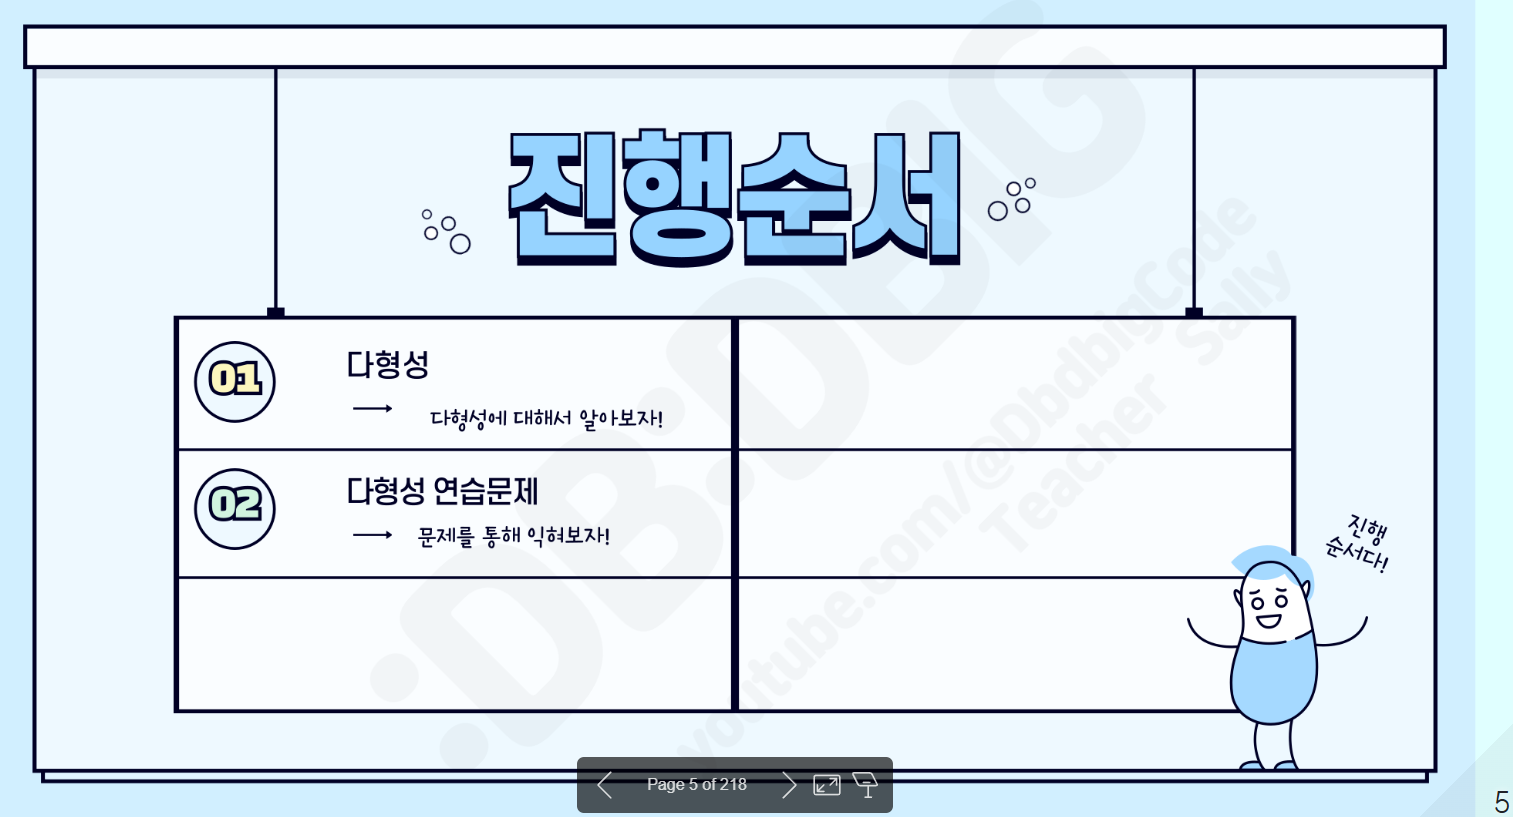 진행순서
01
다형성
다형성에 대해서 알아보자!
02
다형성 연습문제
문제를 통해 익혀보자!
진행
순서다!
DBDBIG
youtube.com/@DbdbigCode
Teacher Sally
Page 5 of 218
5